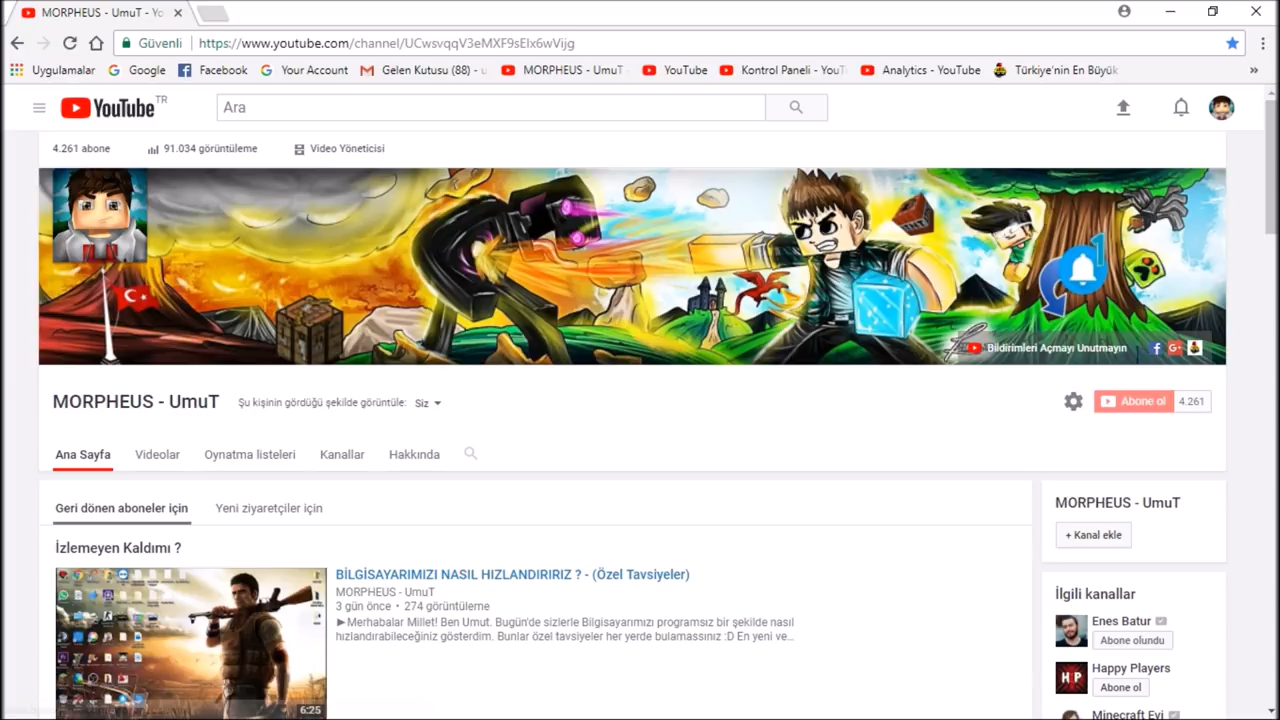 MORPHEUS - UmuT - Yo
Güvenli
https://www.youtube.com/channel/UCwsvqqV3eMXF9sElx6wVijg
Uygulamalar
Google
Facebook
Your Account
Gelen Kutusu (88) - u
MORPHEUS - UmuT
YouTube
Kontrol Paneli - YouTu
Analytics - YouTube
Türkiye'nin En Büyük
»
YouTube TR
Ara
4.261 abone
91.034 görüntüleme
Video Yöneticisi
1
Bildirimleri Açmayı Unutmayın
MORPHEUS - UmuT
Şu kişinin gördüğü şekilde görüntüle: Siz
Abone ol
4.261
Ana Sayfa
Videolar
Oynatma listeleri
Kanallar
Hakkında
Geri dönen aboneler için
Yeni ziyaretçiler için
İzlemeyen Kaldımı ?
BİLGİSAYARIMIZI NASIL HIZLANDIRIRIZ ? - (Özel Tavsiyeler)
MORPHEUS - UmuT
3 gün önce • 274 görüntüleme
►Merhabalar Millet! Ben Umut. Bugün'de sizlerle Bilgisayarımızı programsız bir şekilde nasıl
hızlandırabileceğiniz gösterdim. Bunlar özel tavsiyeler her yerde bulamassınız :D En yeni ve...
6:25
MORPHEUS - UmuT
+ Kanal ekle
İlgili kanallar
Enes Batur
Abone olundu
HP
Happy Players
Abone ol
Minecraft Evi